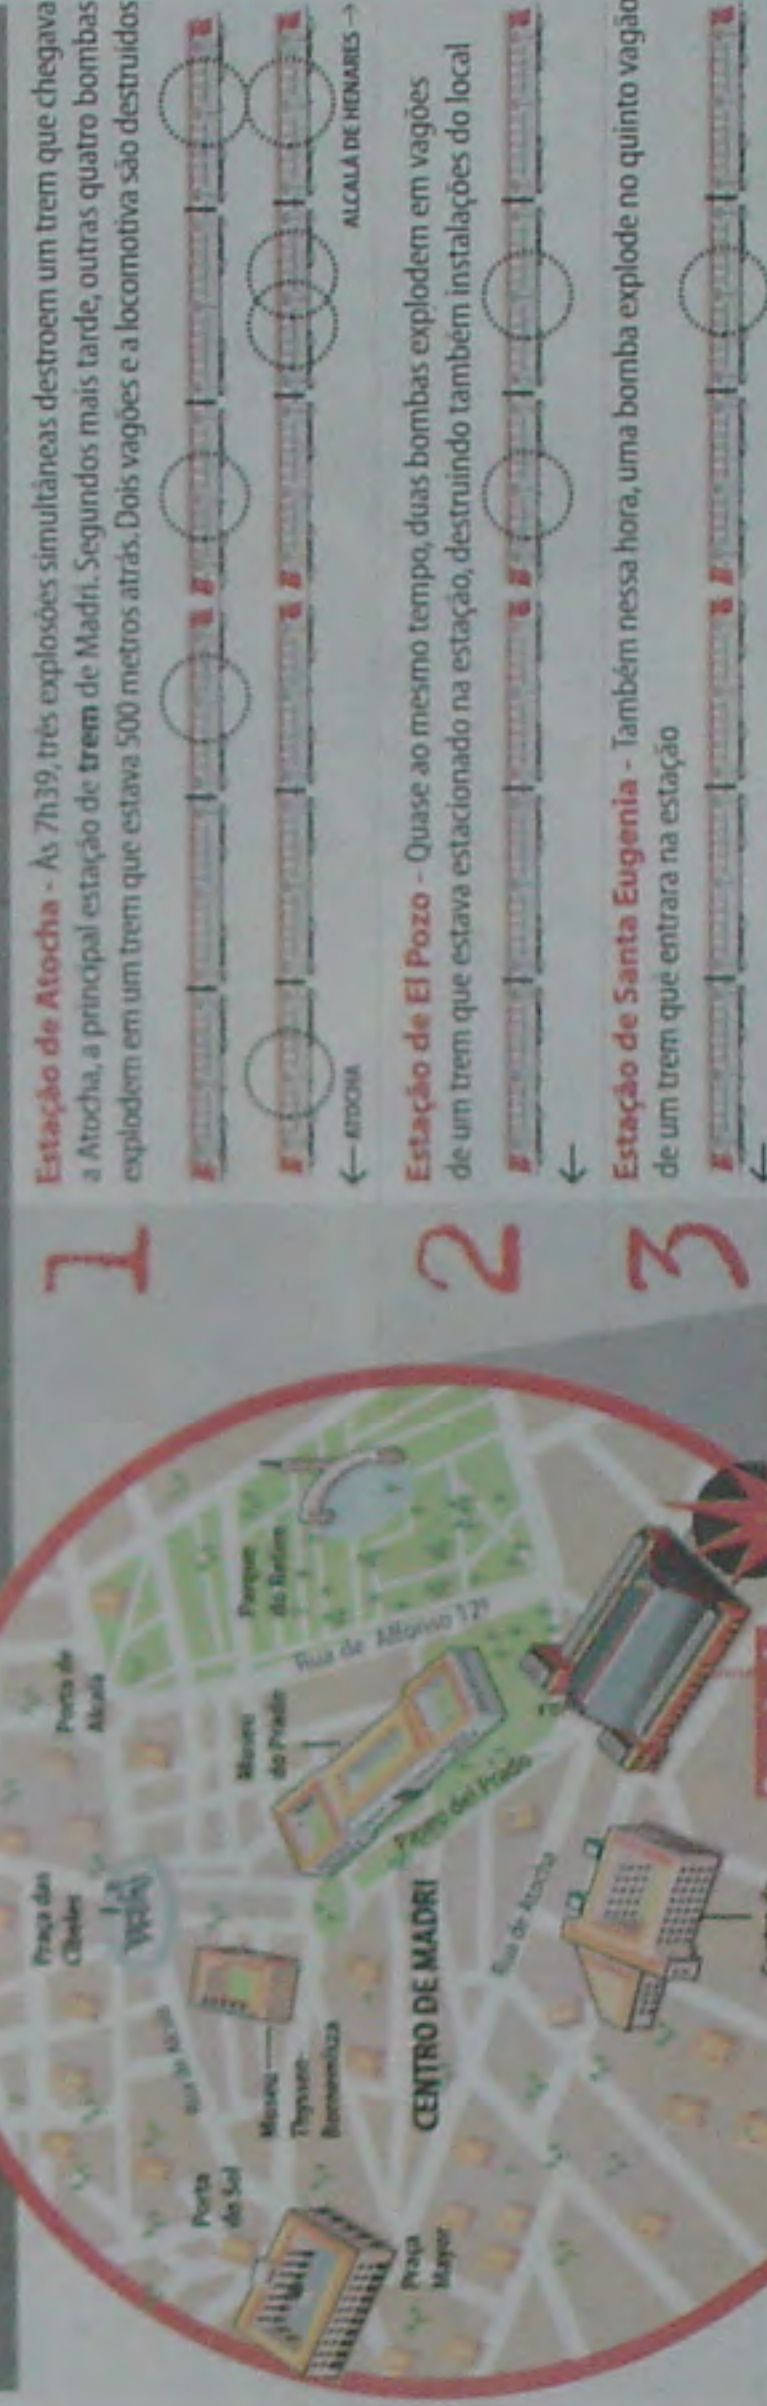 1
Estação de Atocha - Às 7h39, três explosões simultâneas destroem um trem que chegava
a Atocha, a principal estação de trem de Madri. Segundos mais tarde, outras quatro bombas
explodem em um trem que estava 500 metros atrás. Dois vagões e a locomotiva são destruídos
← ATOCHA
ALCALÁ DE HENARES →
2
Estação de El Pozo - Quase ao mesmo tempo, duas bombas explodem em vagões
de um trem que estava estacionado na estação, destruindo também instalações do local
←
3
Estação de Santa Eugenia - Também nessa hora, uma bomba explode no quinto vagão
de um trem que entrara na estação
←
Praça das
Cibeles
Porta de
Alcalá
Rua de Alcalá
Porta
do Sol
Museu
Thyssen-
Bornemisza
Museu
do Prado
Parque
do Retiro
Rua de Alfonso 12º
Praça
Mayor
CENTRO DE MADRI
Paseo del Prado
Rua de Atocha